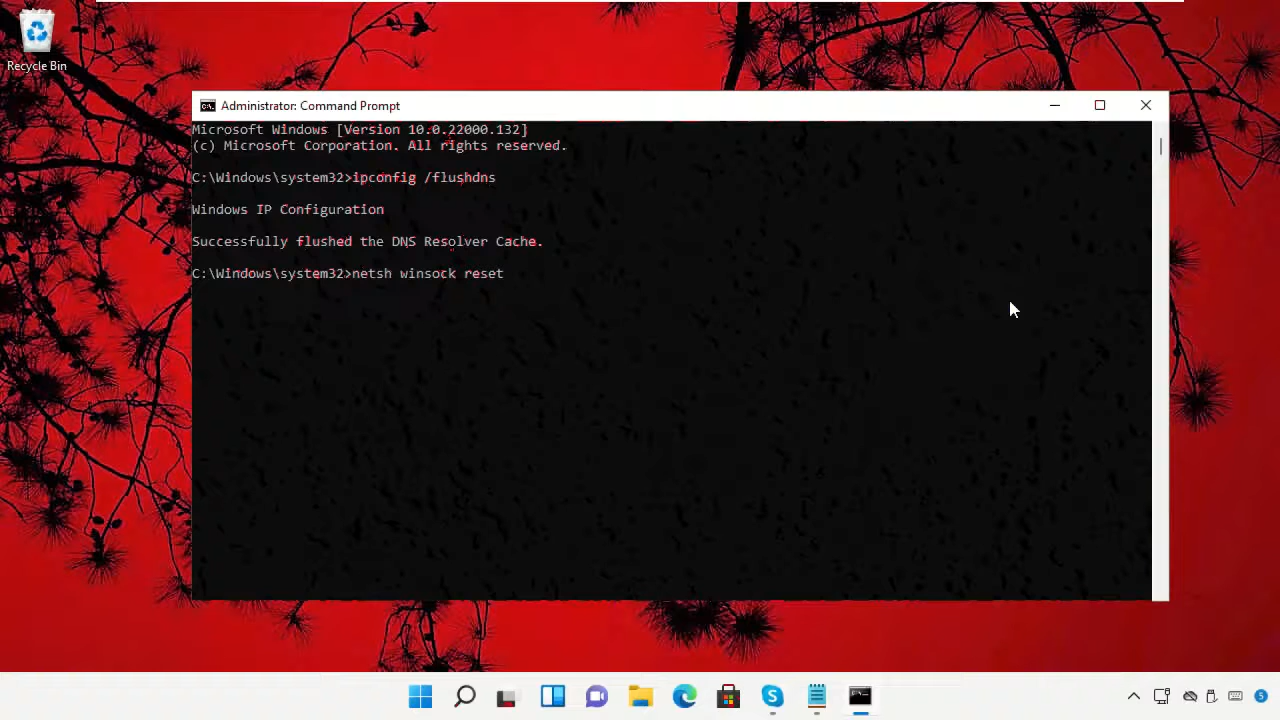 Recycle Bin
Administrator: Command Prompt
Microsoft Windows [Version 10.0.22000.132]
(c) Microsoft Corporation. All rights reserved.
C:\Windows\system32>ipconfig /flushdns
Windows IP Configuration
Successfully flushed the DNS Resolver Cache.
C:\Windows\system32>netsh winsock reset
5